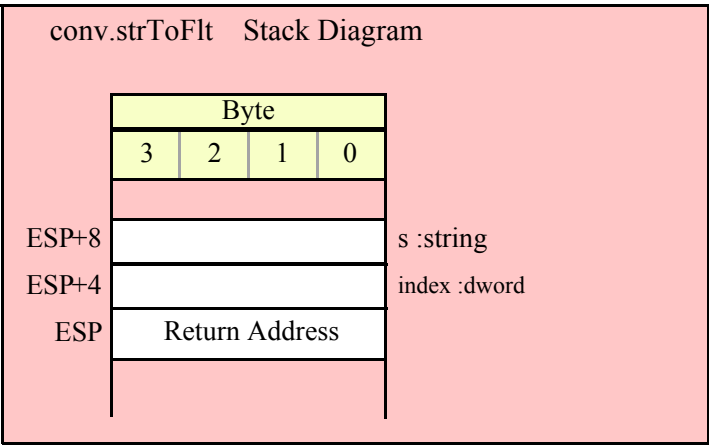 conv.strToFlt Stack Diagram
Byte
3 2 1 0
ESP+8 s :string
ESP+4 index :dword
ESP Return Address